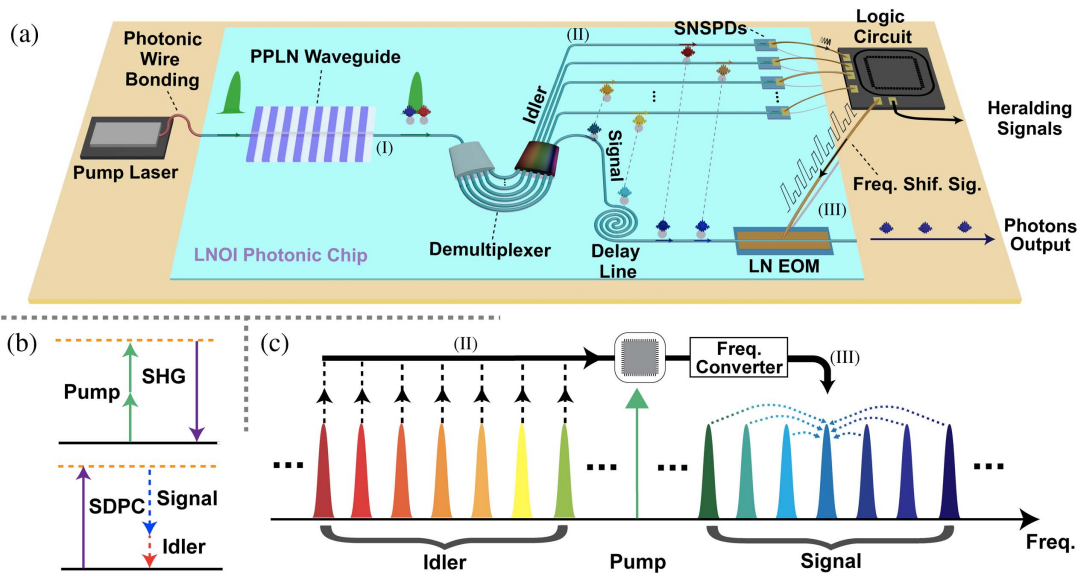 (a)
Photonic
Wire
Bonding
PPLN Waveguide
(I)
Pump Laser
Demultiplexer
LNOI Photonic Chip
Idler
Signal
(II)
SNSPDs
Logic
Circuit
Heralding
Signals
Freq. Shif. Sig.
(III)
Photons
Output
Delay
Line
LN EOM
(b)
Pump
SHG
SDPC
Signal
Idler
(c)
(II)
Freq.
Converter
(III)
Idler
Pump
Signal
Freq.